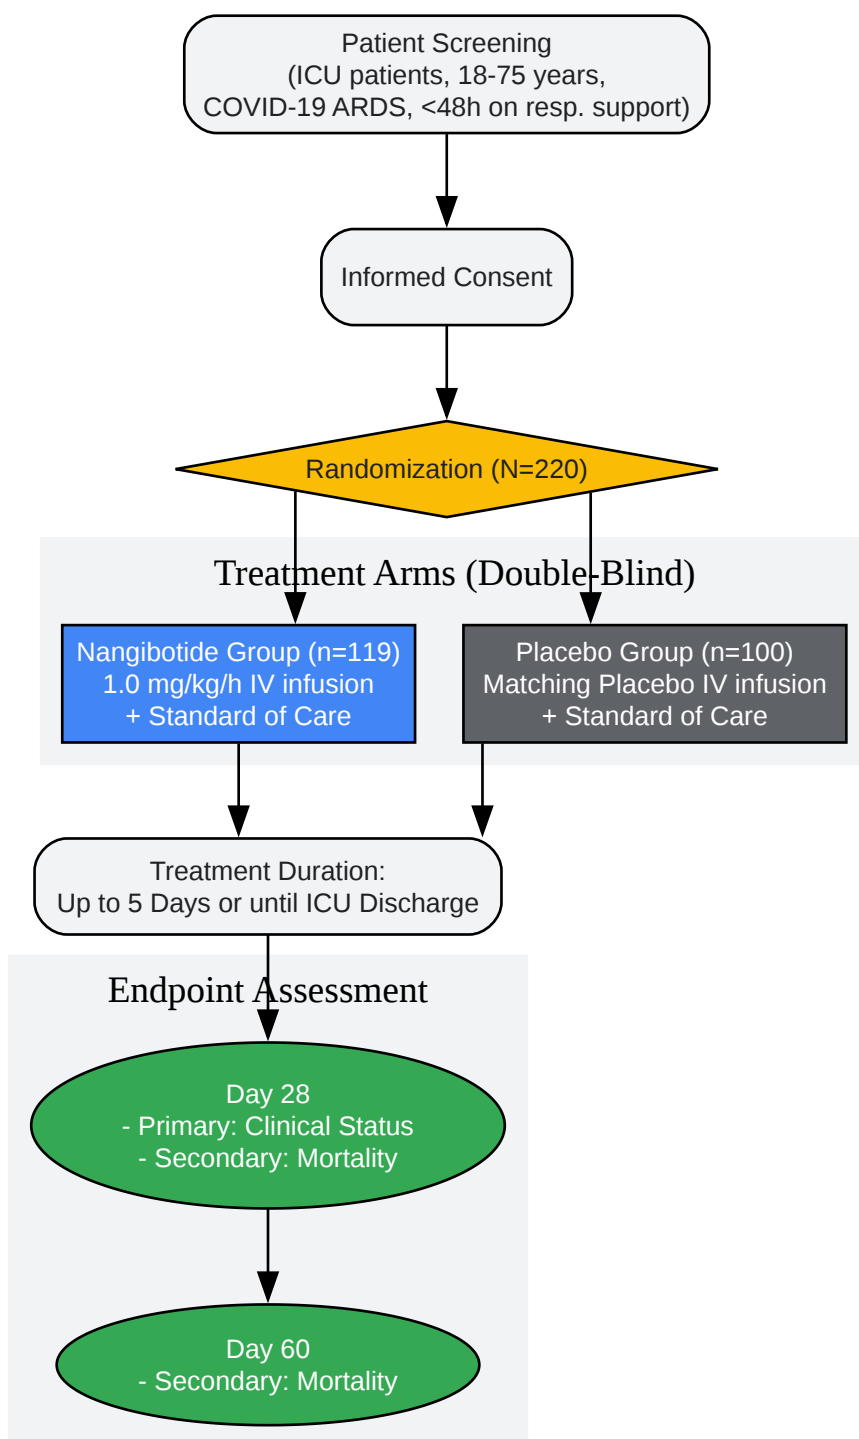 Patient Screening
(ICU patients, 18-75 years,
COVID-19 ARDS, <48h on resp. support)
Informed Consent
Randomization (N=220)
Treatment Arms (Double-Blind)
Nangibotide Group (n=119)
1.0 mg/kg/h IV infusion
+ Standard of Care
Placebo Group (n=100)
Matching Placebo IV infusion
+ Standard of Care
Treatment Duration:
Up to 5 Days or until ICU Discharge
Endpoint Assessment
Day 28
- Primary: Clinical Status
- Secondary: Mortality
Day 60
- Secondary: Mortality